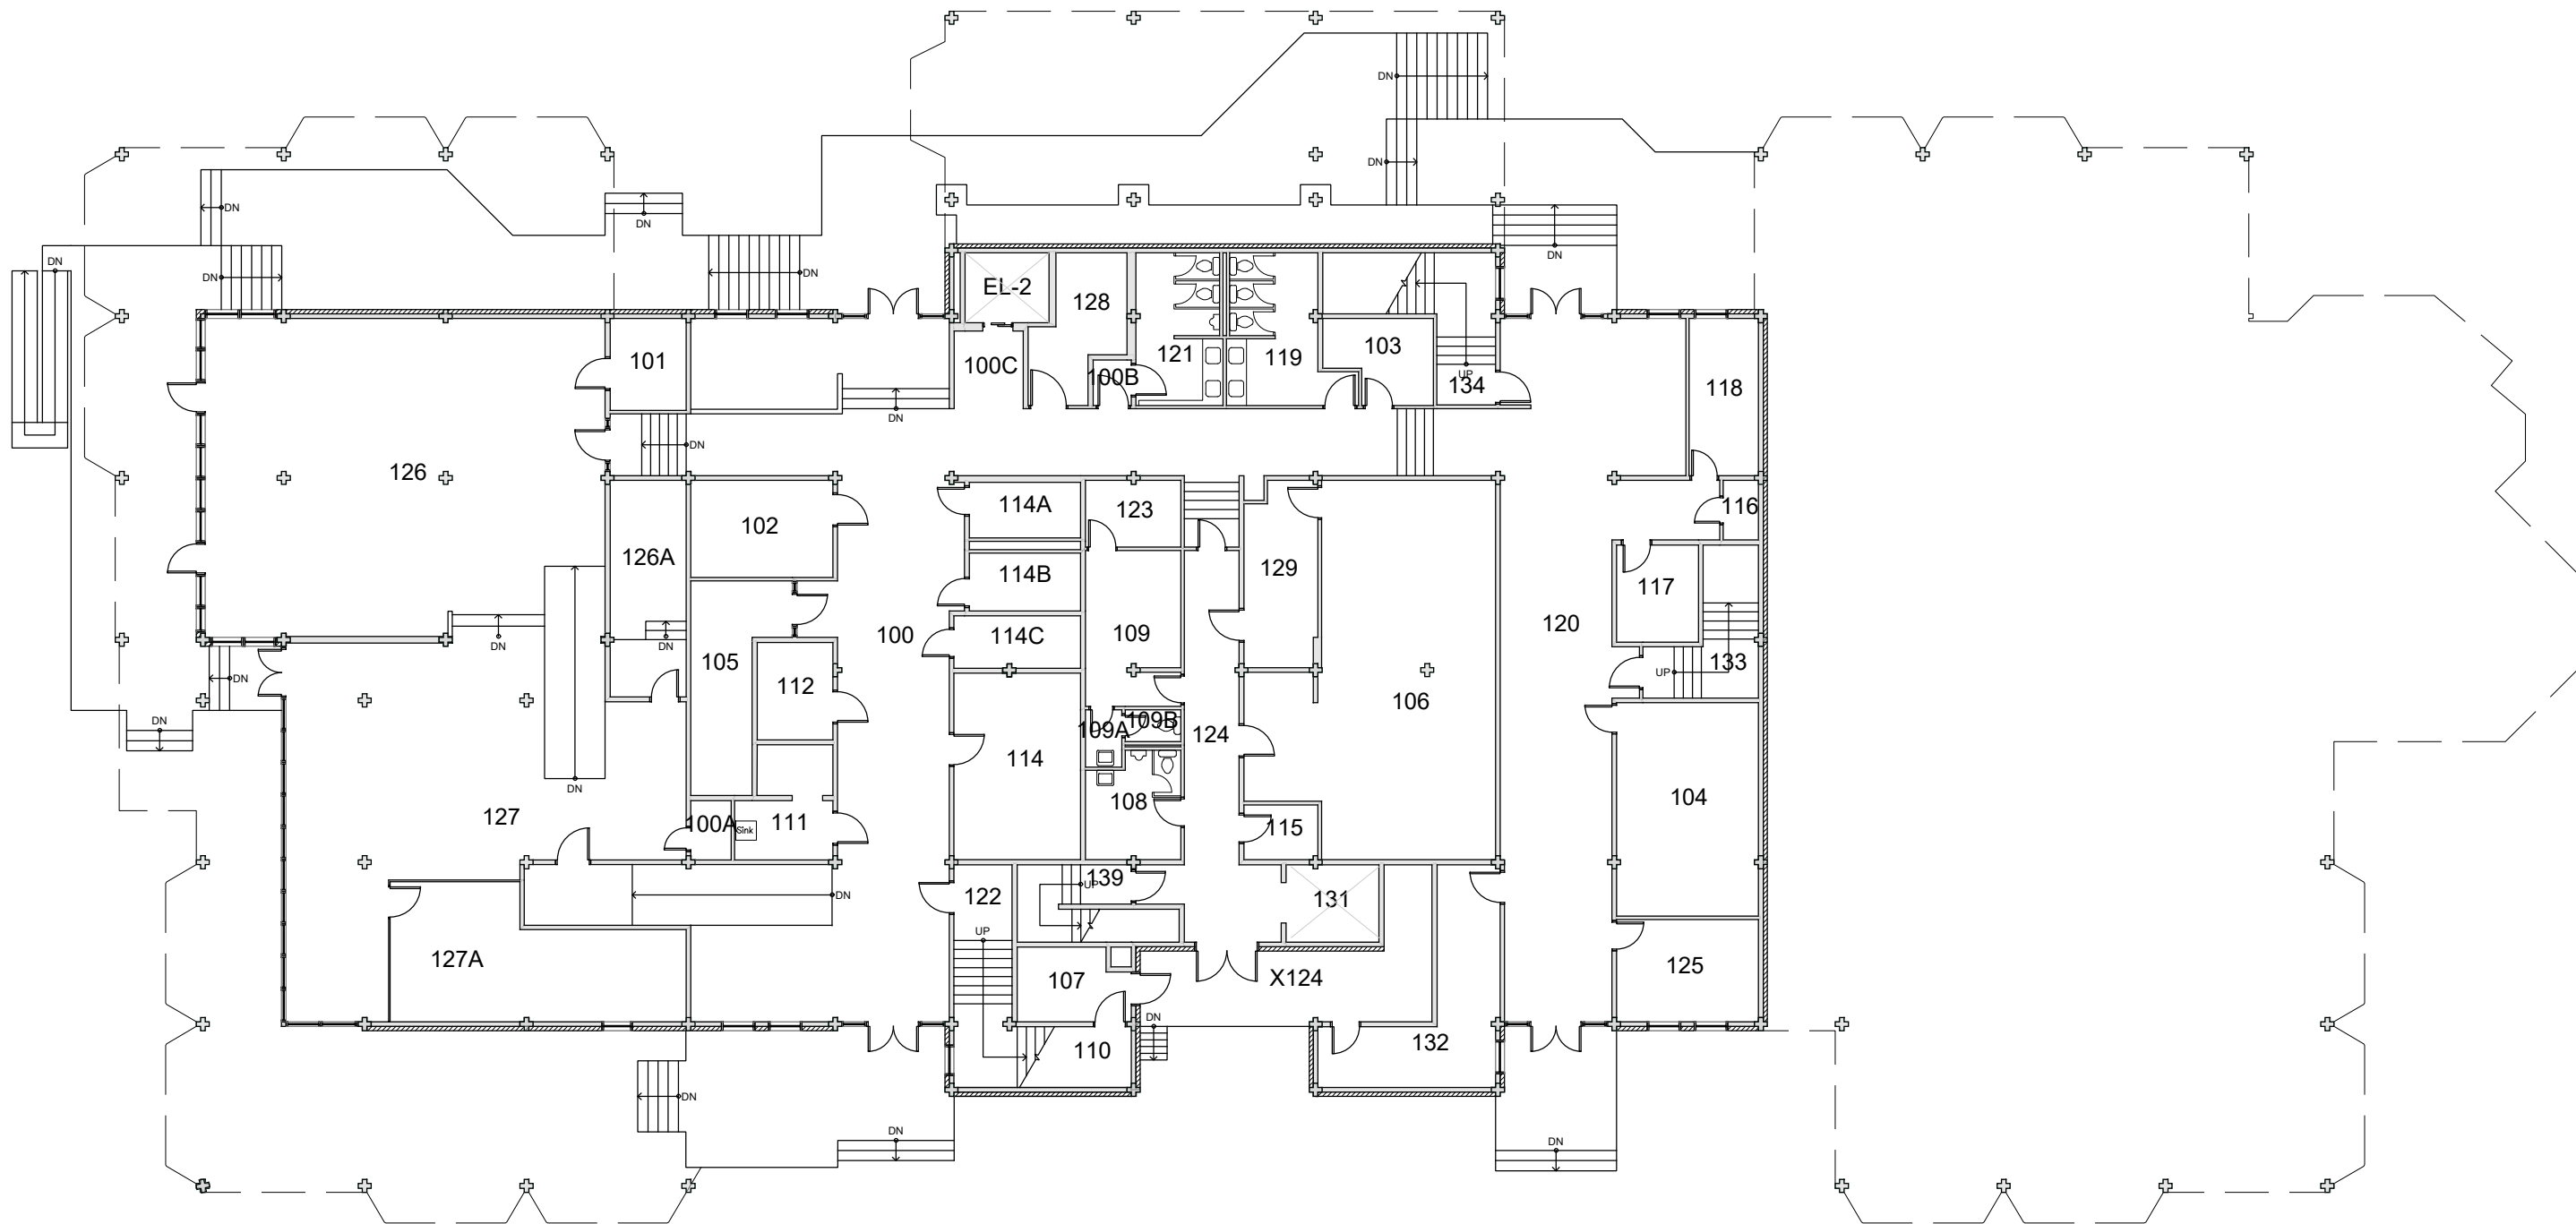 DN
DN
DN
DN
DN
DN
DN
DN
DN
EL-2
128
101
100C
100B
121
119
103
UP
134
118
DN
DN
126
102
126A
114A
123
116
114B
129
117
DN
DN
105
100
114C
109
120
DN
112
UP
133
106
DN
109A
109B
124
114
DN
108
104
127
100A
Sink
111
115
DN
122
UP
139
131
127A
UP
107
X124
125
DN
110
132
DN
DN
DN